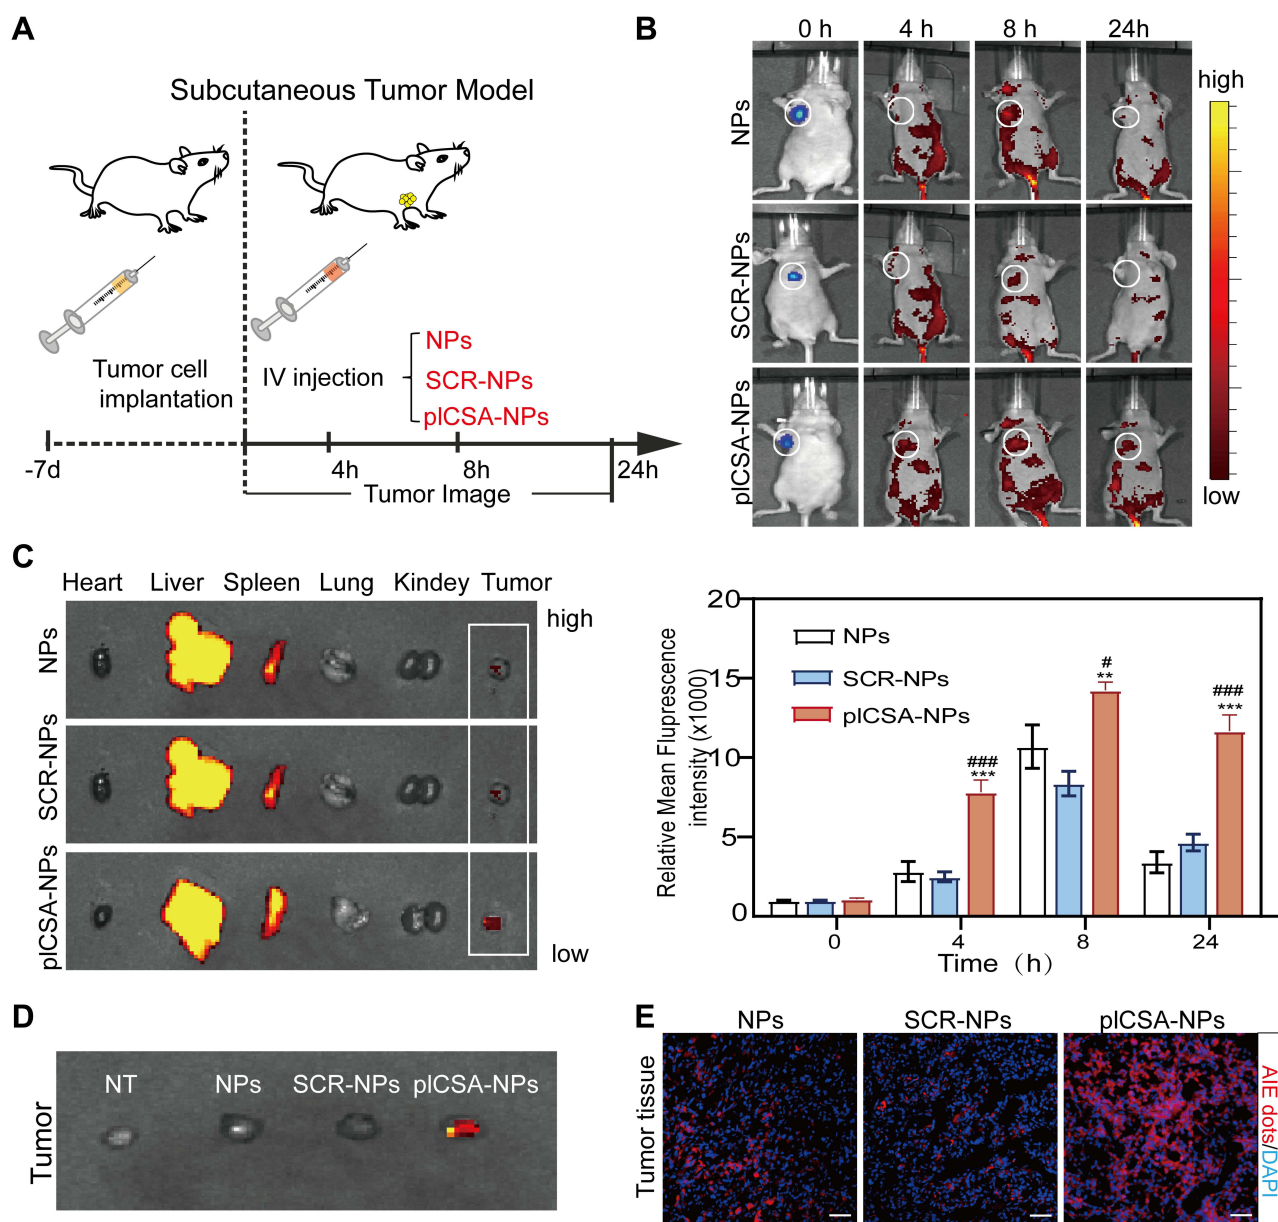 A
Subcutaneous Tumor Model
Tumor cell
implantation
IV injection
NPs
SCR-NPs
plCSA-NPs
-7d
4h
8h
24h
Tumor Image
B
0 h
4 h
8 h
24h
NPs
SCR-NPs
plCSA-NPs
high
low
C
Heart
Liver
Spleen
Lung
Kindey
Tumor
NPs
SCR-NPs
plCSA-NPs
high
low
Relative Mean Fluprescence
intensity (x1000)
20
15
10
5
0
NPs
SCR-NPs
plCSA-NPs
###
***
#
**
###
***
0
4
8
24
Time (h)
D
Tumor
NT
NPs
SCR-NPs
plCSA-NPs
E
NPs
SCR-NPs
plCSA-NPs
Tumor tissue
AIE dots/DAPI